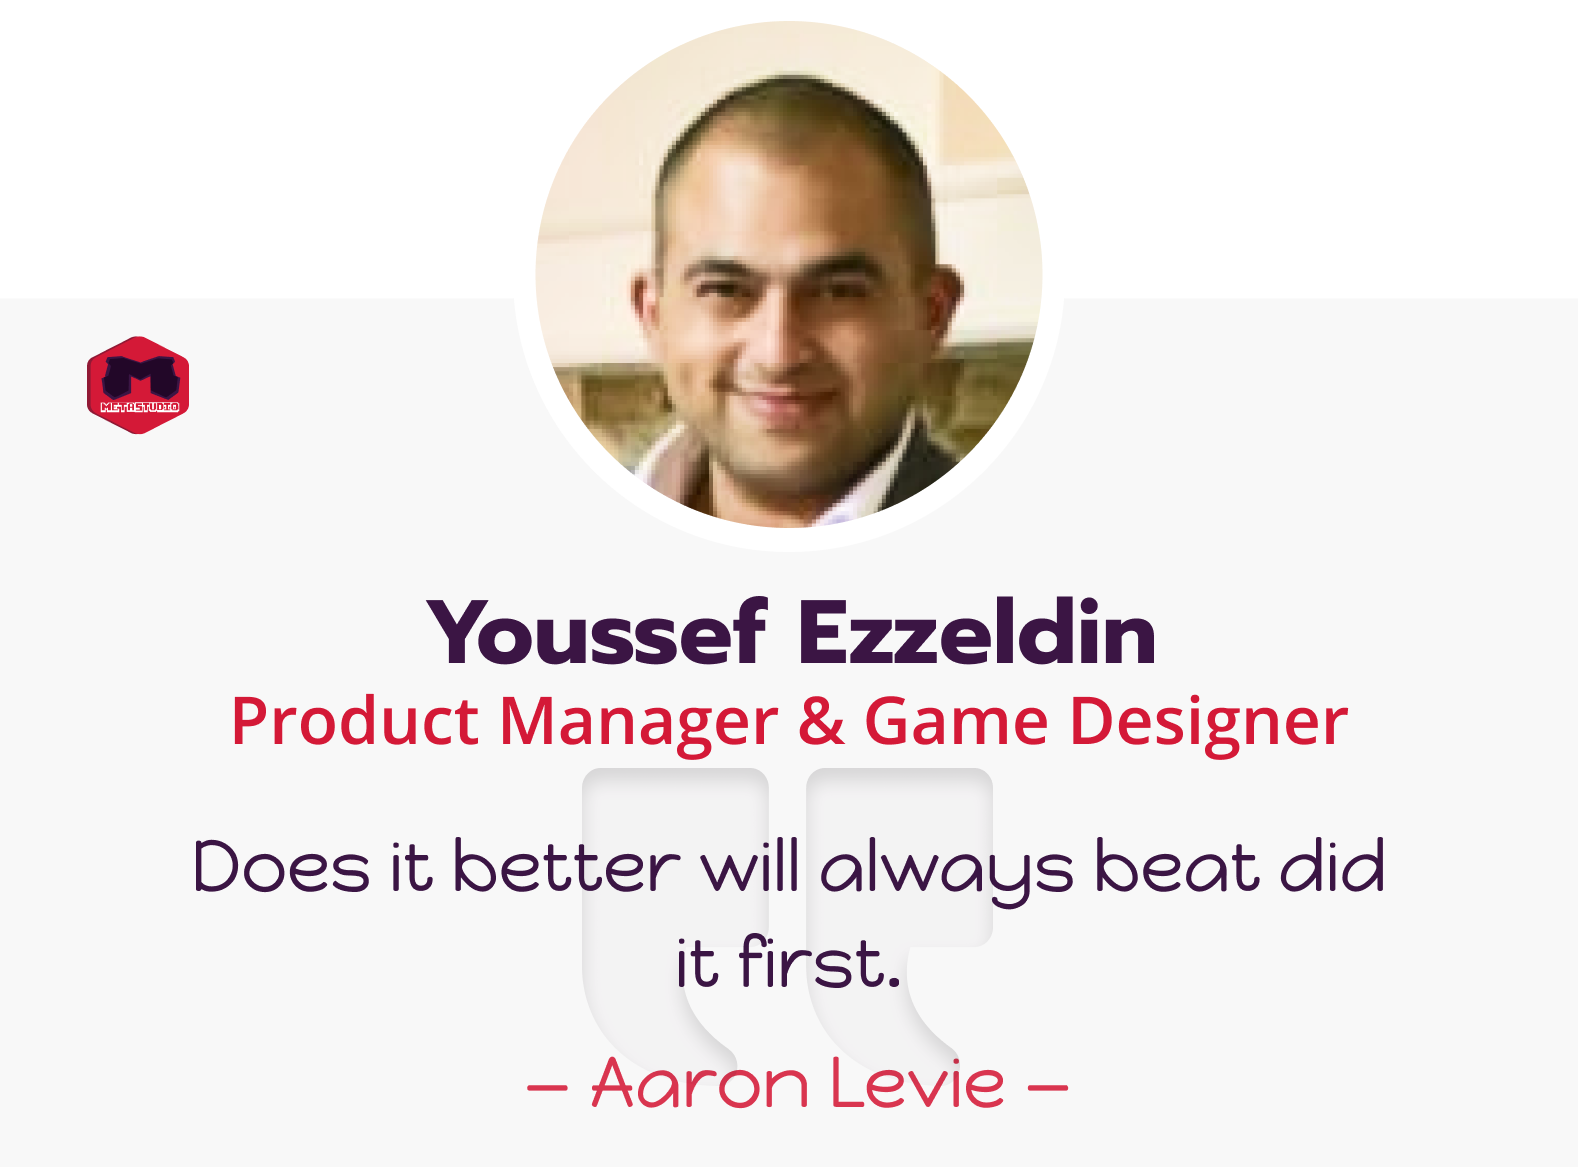 METASTUDIO
Youssef Ezzeldin
Product Manager & Game Designer
Does it better will always beat did
it first.
— Aaron Levie —